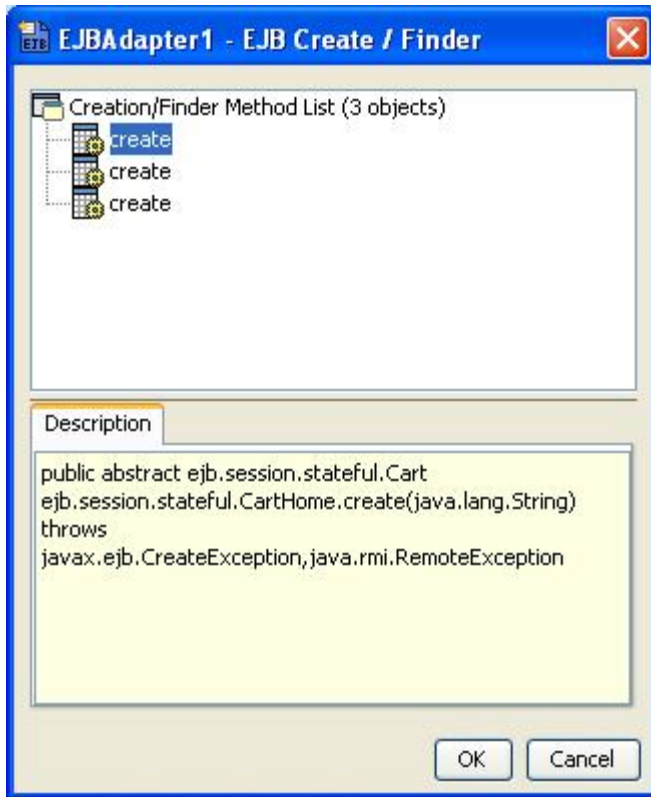 EJBAdapter1 - EJB Create / Finder
Creation/Finder Method List (3 objects)
create
create
create
Description
public abstract ejb.session.stateful.Cart
ejb.session.stateful.CartHome.create(java.lang.String)
throws
javax.ejb.CreateException,java.rmi.RemoteException
OK Cancel